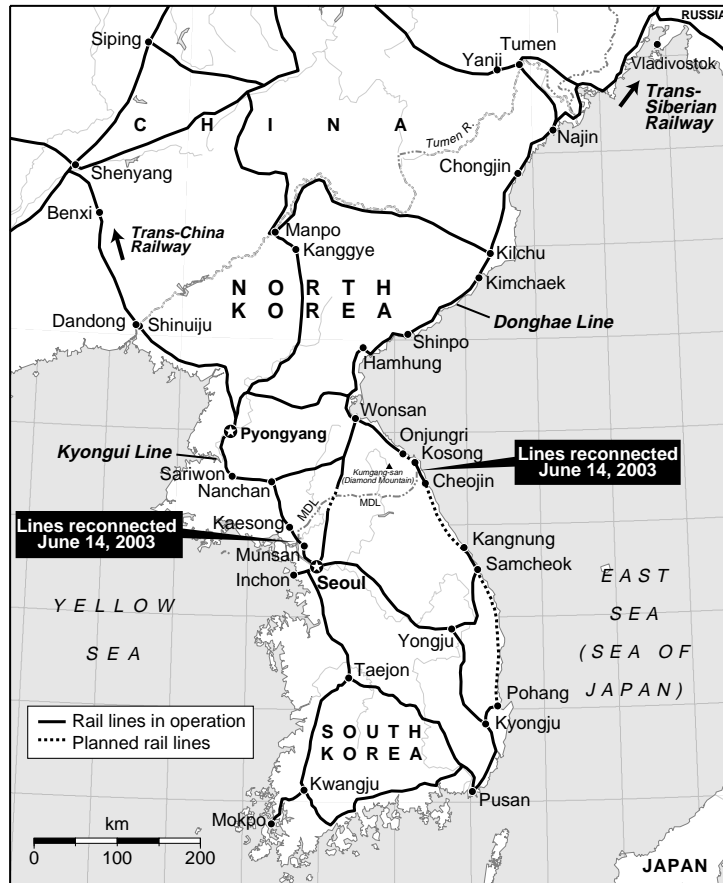 RUSSIA
Siping
Tumen
Yanji
Vladivostok
Trans-
Siberian
Railway
C H I N A
Tumen R.
Najin
Shenyang
Chongjin
Benxi
Trans-China
Railway
Manpo
Kanggye
Kilchu
Kimchaek
N O R T H
K O R E A
Dandong
Shinuiju
Donghae Line
Shinpo
Hamhung
Wonsan
Pyongyang
Onjungri
Kosong
Kyongui Line
Lines reconnected
June 14, 2003
Kumgang-san
(Diamond Mountain)
Sariwon
Cheojin
Nanchan
MDL
MDL
Lines reconnected
June 14, 2003
Kaesong
Kangnung
Munsan
Samcheok
Inchon
Seoul
E A S T
S E A
( S E A O F
J A P A N )
Y E L L O W
S E A
Yongju
Taejon
Pohang
Kyongju
Rail lines in operation
Planned rail lines
S O U T H
K O R E A
Kwangju
Pusan
Mokpo
km
0 100 200
JAPAN